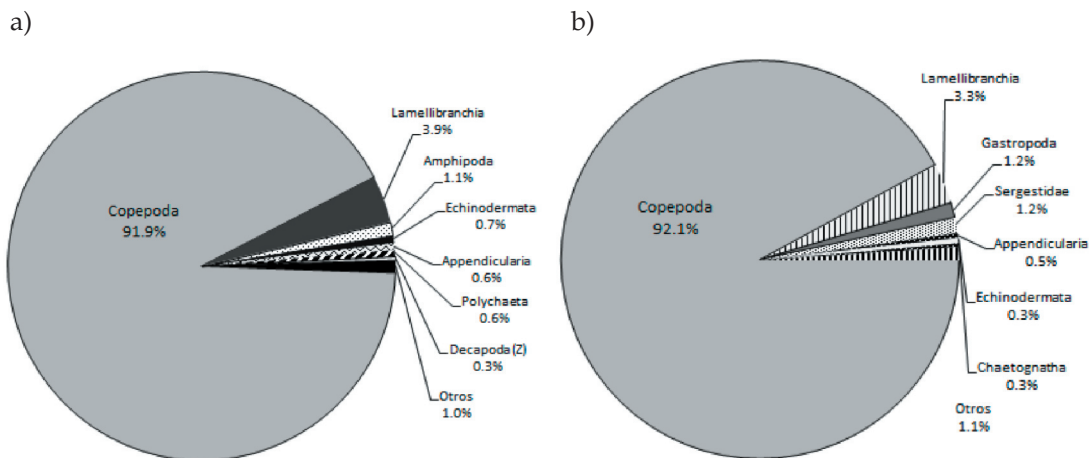 a)
Copepoda
91.9%
Lamellibranchia
3.9%
Amphipoda
1.1%
Echinodermata
0.7%
Appendicularia
0.6%
Polychaeta
0.6%
Decapoda (Z)
0.3%
Otros
1.0%
b)
Copepoda
92.1%
Lamellibranchia
3.3%
Gastropoda
1.2%
Sergestidae
1.2%
Appendicularia
0.5%
Echinodermata
0.3%
Chaetognatha
0.3%
Otros
1.1%